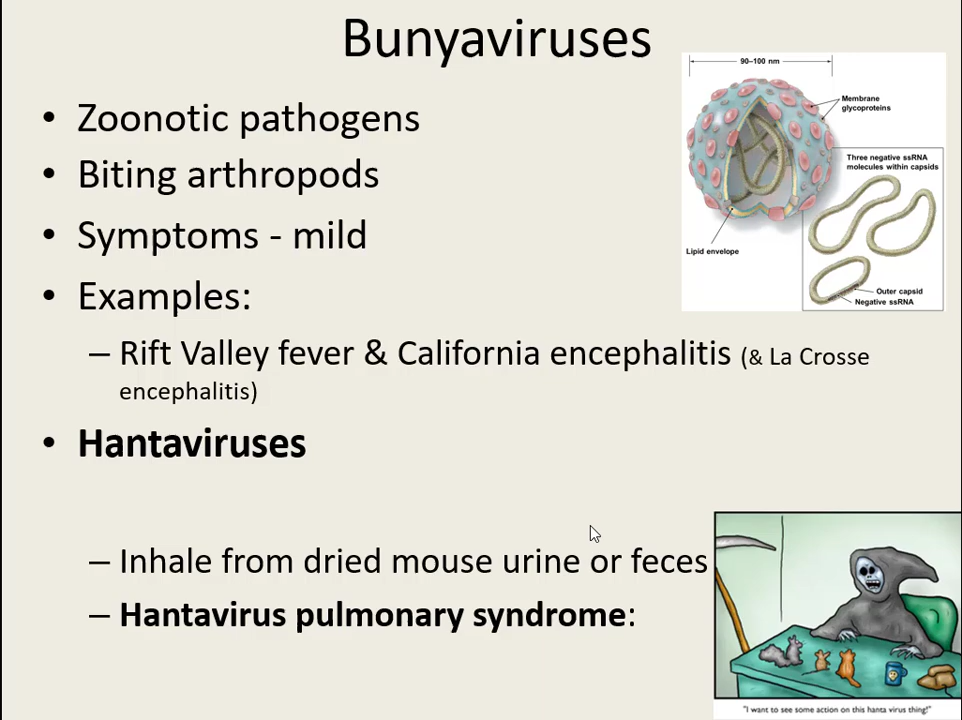 Bunyaviruses
• Zoonotic pathogens
• Biting arthropods
• Symptoms - mild
• Examples:
– Rift Valley fever & California encephalitis (& La Crosse
encephalitis)
• Hantaviruses
– Inhale from dried mouse urine or feces
– Hantavirus pulmonary syndrome:
90–100 nm
Membrane
glycoproteins
Three negative ssRNA
molecules within capsids
Lipid envelope
Outer capsid
Negative ssRNA
"I want to see some action on this hanta virus thing!"